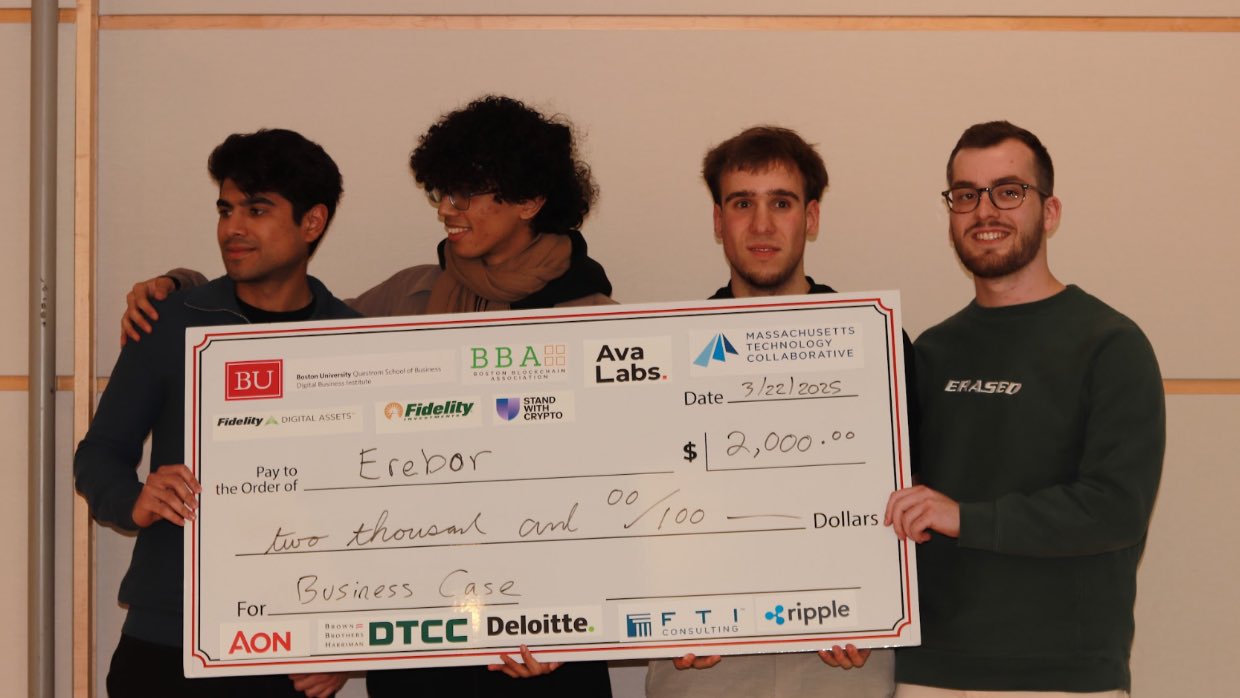 BU
Boston University Questrom School of Business
Digital Business Institute
BBA
BOSTON BLOCKCHAIN
ASSOCIATION
Ava
Labs.
MASSACHUSETTS
TECHNOLOGY
COLLABORATIVE
Fidelity DIGITAL ASSETS℠
Fidelity
INVESTMENTS
STAND
WITH
CRYPTO
Date 3/22/2025
Pay to
the Order of Erebor
$ 2,000.00
two thousand and 00/100 Dollars
For Business Case
AON
BROWN
BROTHERS
HARRIMAN
DTCC
Deloitte.
FTI™
CONSULTING
ripple
ERASED